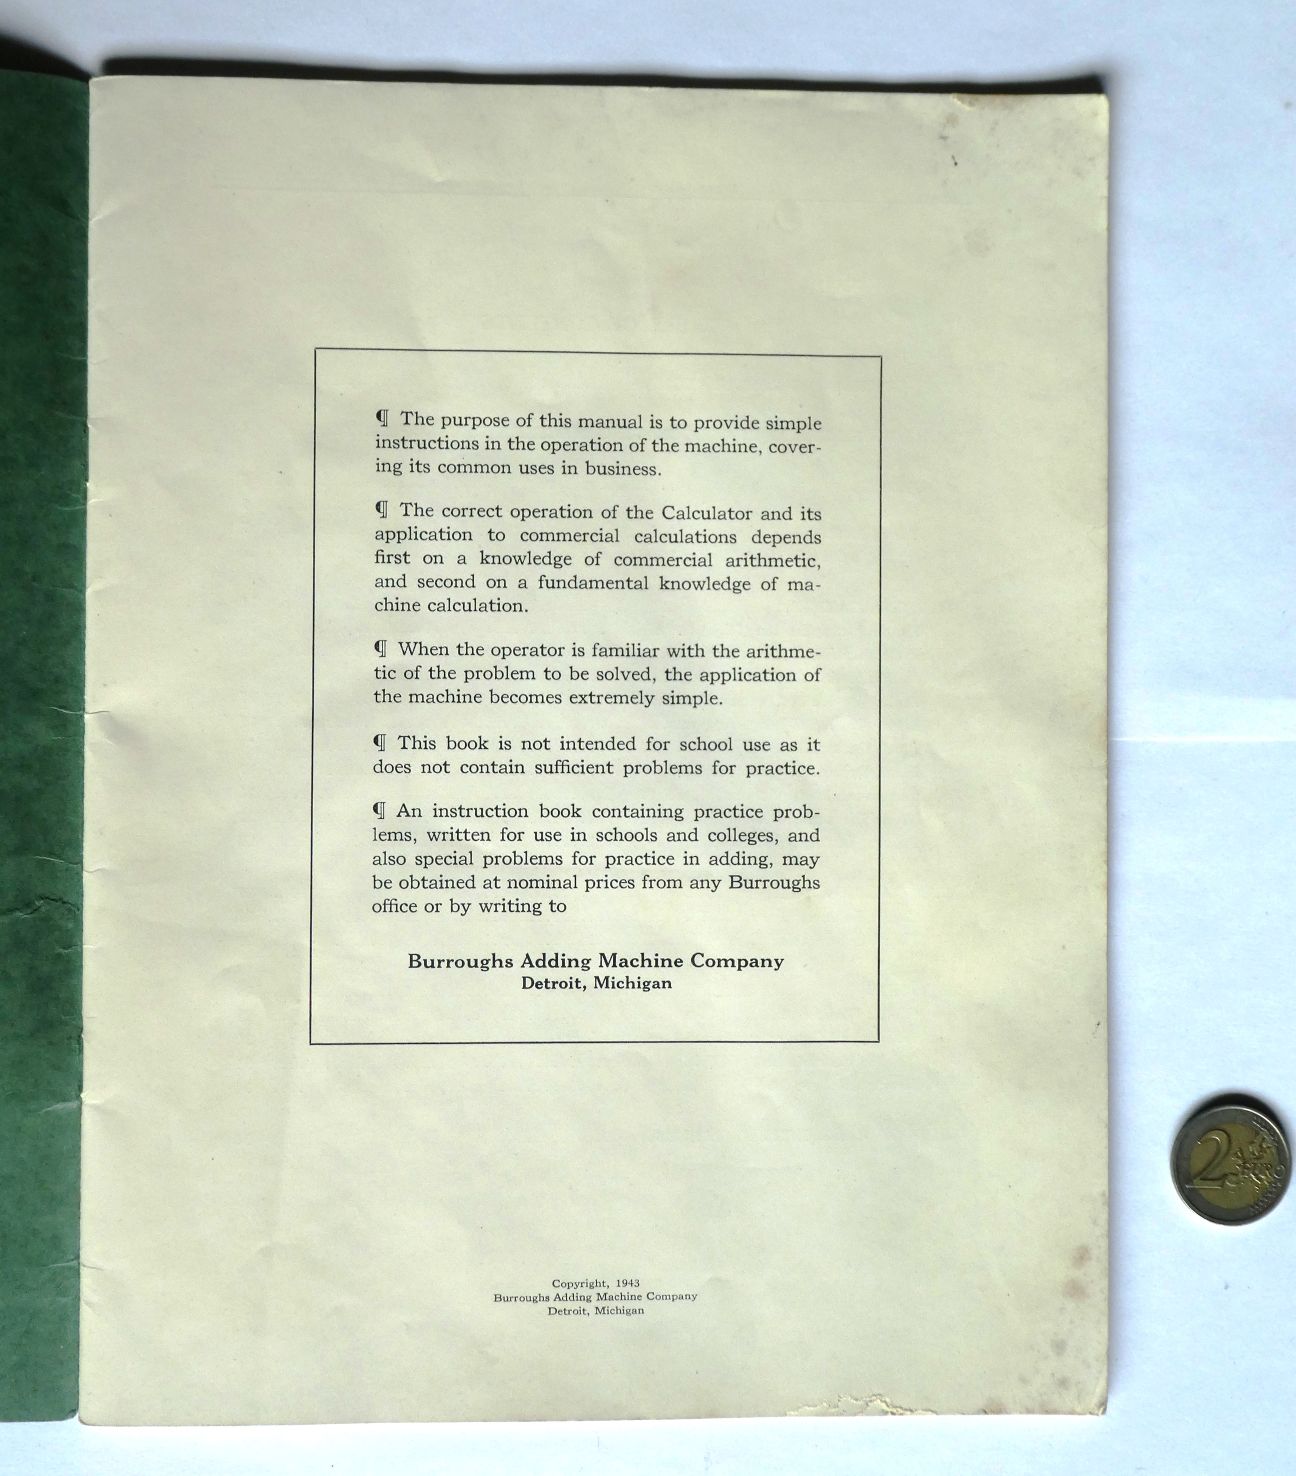 ¶ The purpose of this manual is to provide simple
instructions in the operation of the machine, cover-
ing its common uses in business.
¶ The correct operation of the Calculator and its
application to commercial calculations depends
first on a knowledge of commercial arithmetic,
and second on a fundamental knowledge of ma-
chine calculation.
¶ When the operator is familiar with the arithme-
tic of the problem to be solved, the application of
the machine becomes extremely simple.
¶ This book is not intended for school use as it
does not contain sufficient problems for practice.
¶ An instruction book containing practice prob-
lems, written for use in schools and colleges, and
also special problems for practice in adding, may
be obtained at nominal prices from any Burroughs
office or by writing to
Burroughs Adding Machine Company
Detroit, Michigan
Copyright, 1943
Burroughs Adding Machine Company
Detroit, Michigan
2